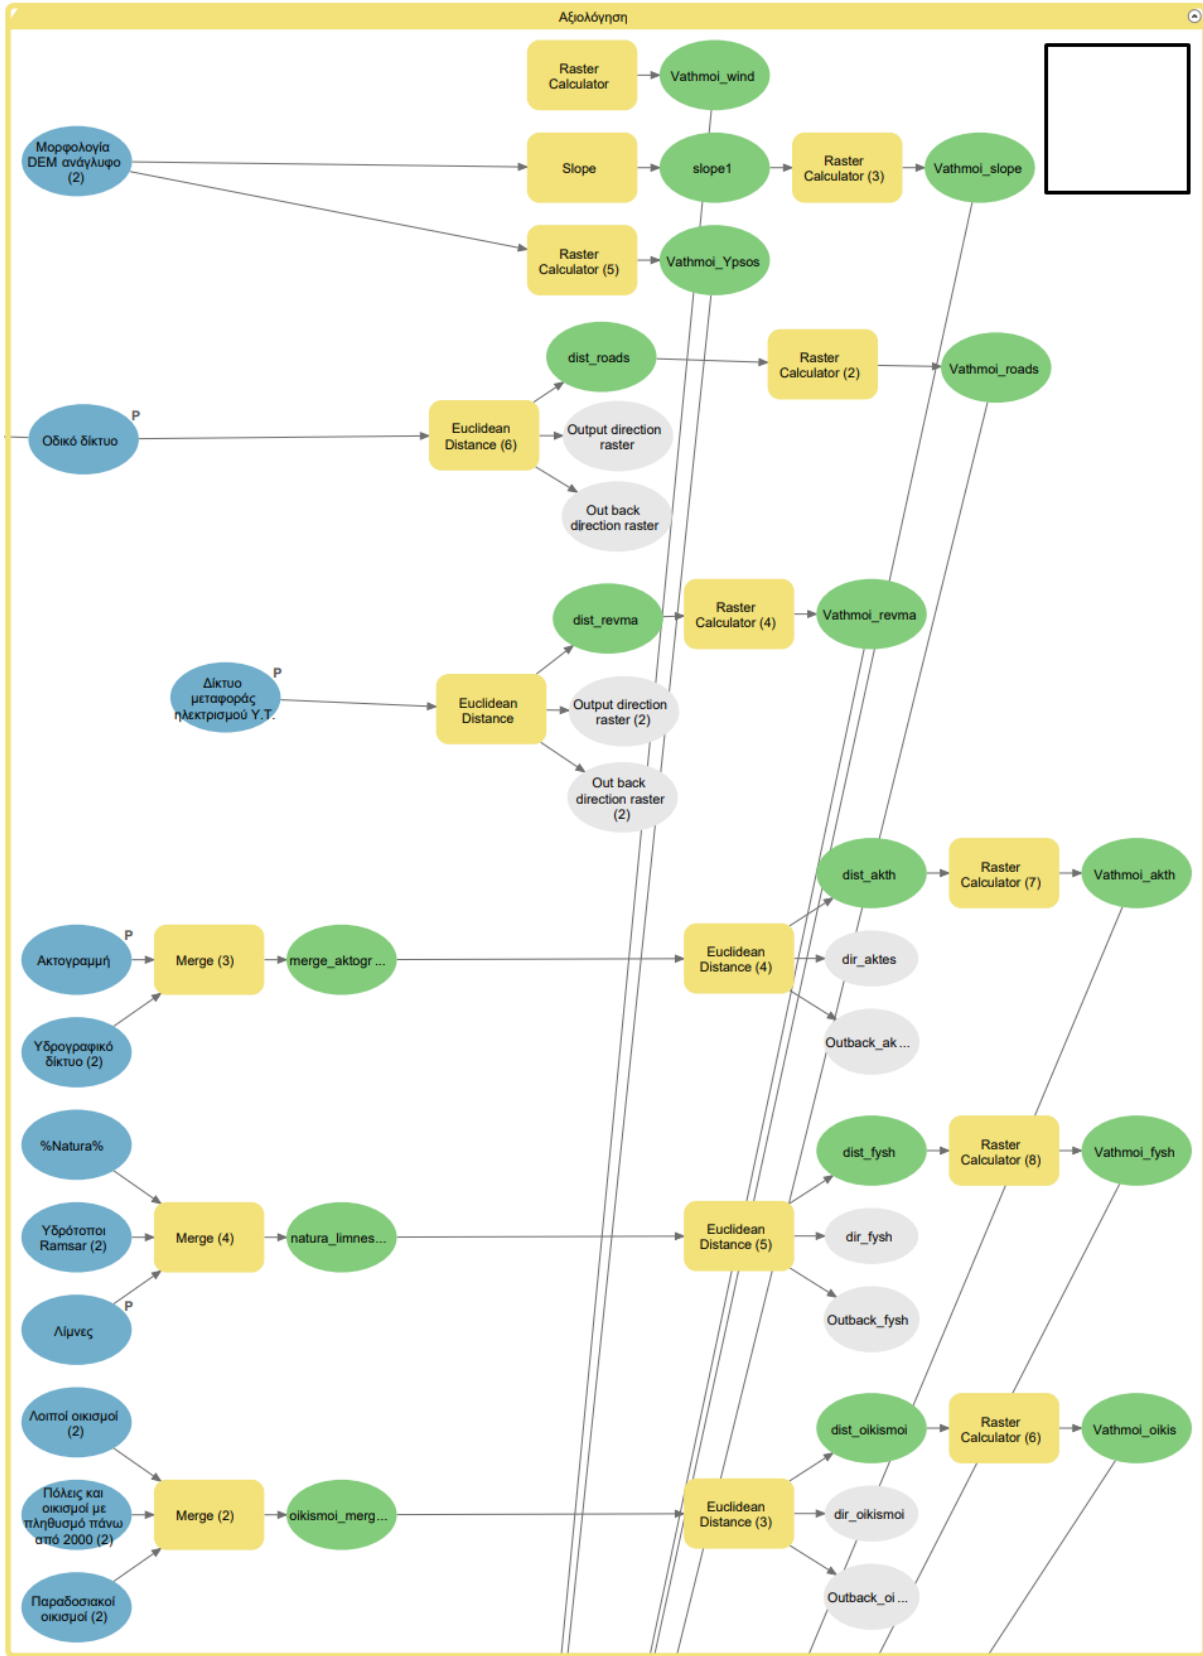 Αξιολόγηση
Raster
Calculator
Vathmoi_wind
Μορφολογία
DEM ανάγλυφο
(2)
Slope
slope1
Raster
Calculator (3)
Vathmoi_slope
Raster
Calculator (5)
Vathmoi_Ypsos
dist_roads
Raster
Calculator (2)
Vathmoi_roads
P
Οδικό δίκτυο
Euclidean
Distance (6)
Output direction
raster
Out back
direction raster
dist_revma
Raster
Calculator (4)
Vathmoi_revma
P
Δίκτυο
μεταφοράς
ηλεκτρισμού Υ.Τ.
Euclidean
Distance
Output direction
raster (2)
Out back
direction raster
(2)
dist_akth
Raster
Calculator (7)
Vathmoi_akth
P
Ακτογραμμή
Merge (3)
merge_aktogr ...
Euclidean
Distance (4)
dir_aktes
Υδρογραφικό
δίκτυο (2)
Outback_ak ...
%Natura%
dist_fysh
Raster
Calculator (8)
Vathmoi_fysh
Υδρότοποι
Ramsar (2)
Merge (4)
natura_limnes...
Euclidean
Distance (5)
dir_fysh
P
Λίμνες
Outback_fysh
Λοιποί οικισμοί
(2)
dist_oikismoi
Raster
Calculator (6)
Vathmoi_oikis
Πόλεις και
οικισμοί με
πληθυσμό πάνω
από 2000 (2)
Merge (2)
oikismoi_merg...
Euclidean
Distance (3)
dir_oikismoi
Παραδοσιακοί
οικισμοί (2)
Outback_oi ...